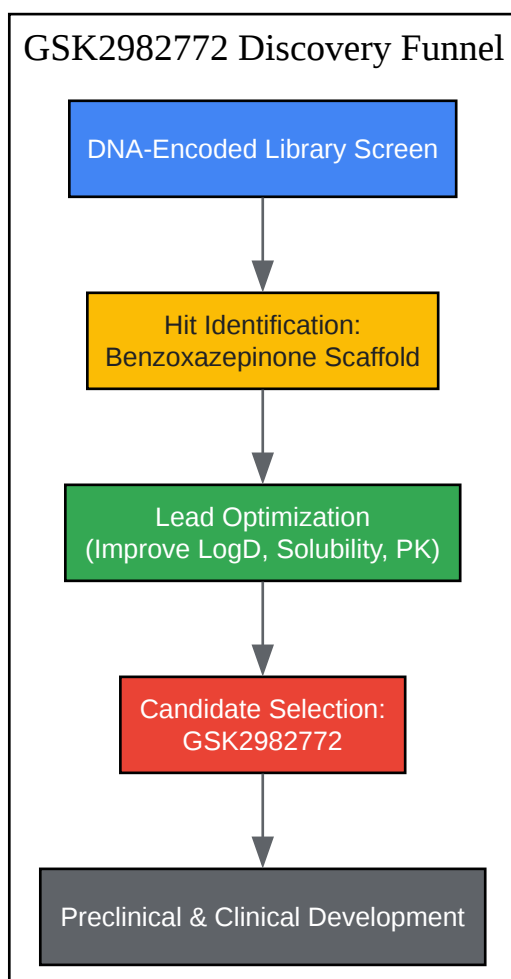 GSK2982772 Discovery Funnel
DNA-Encoded Library Screen
Hit Identification:
Benzoxazepinone Scaffold
Lead Optimization
(Improve LogD, Solubility, PK)
Candidate Selection:
GSK2982772
Preclinical & Clinical Development